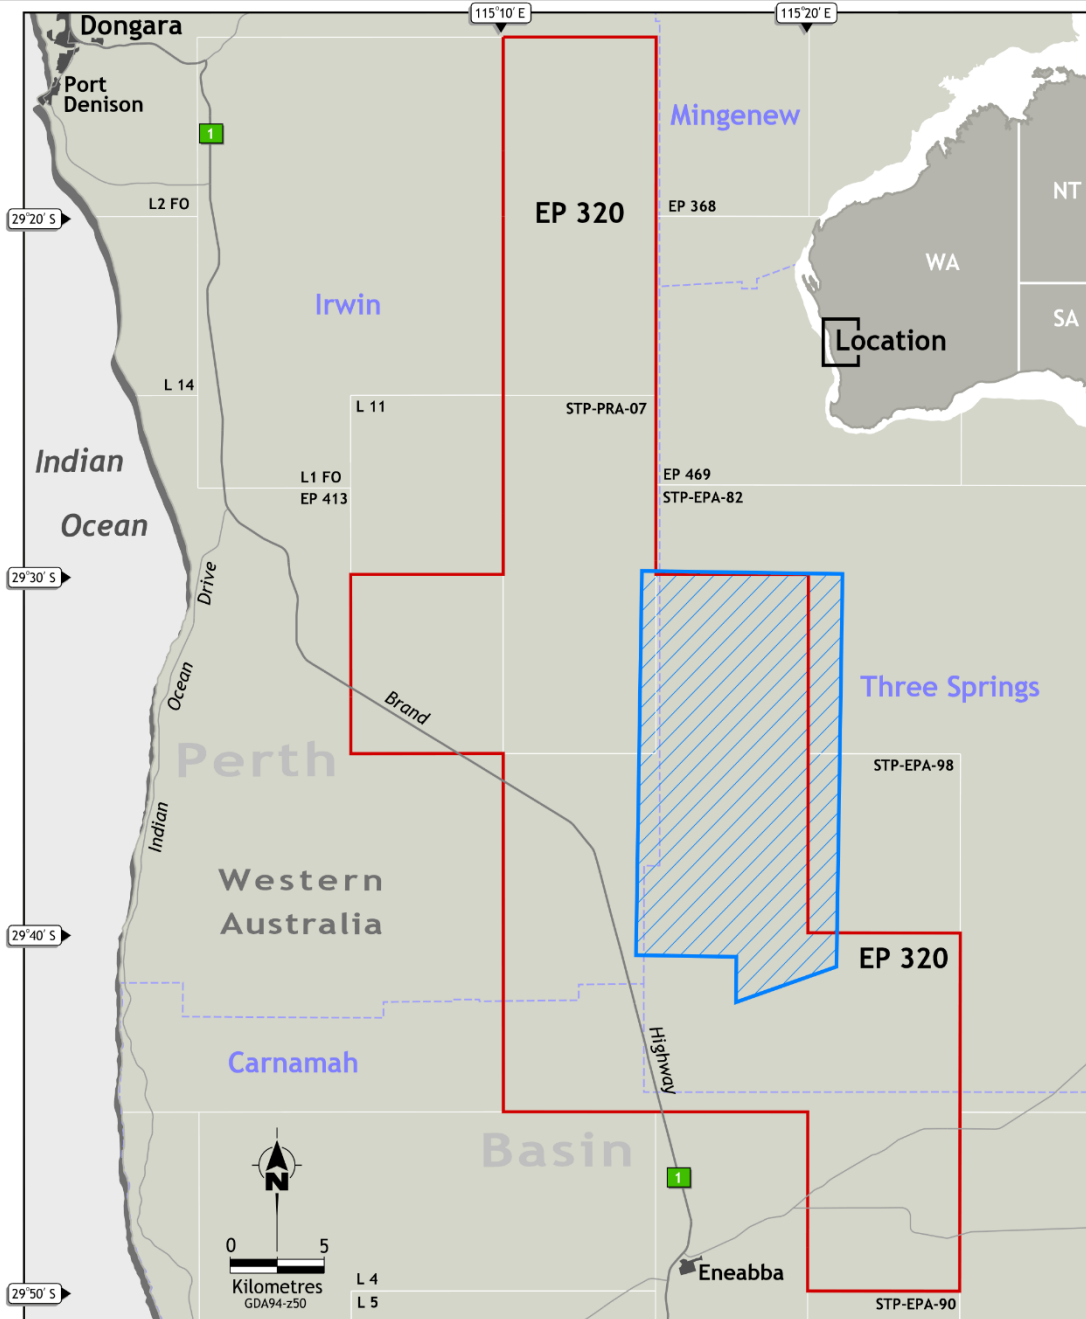 115°10' E
115°20' E
Dongara
Port
Denison
1
Mingenew
NT
L2 FO
EP 320
EP 368
29°20' S
WA
Irwin
SA
Location
L 14
L 11
STP-PRA-07
Indian
Ocean
L1 FO
EP 413
EP 469
STP-EPA-82
29°30' S
Drive
Ocean
Indian
Brand
Three Springs
Perth
STP-EPA-98
Western
Australia
29°40' S
EP 320
Highway
Carnamah
Basin
N
1
0 5
Kilometres
GDA94-z50
Eneabba
L 4
L 5
29°50' S
STP-EPA-90